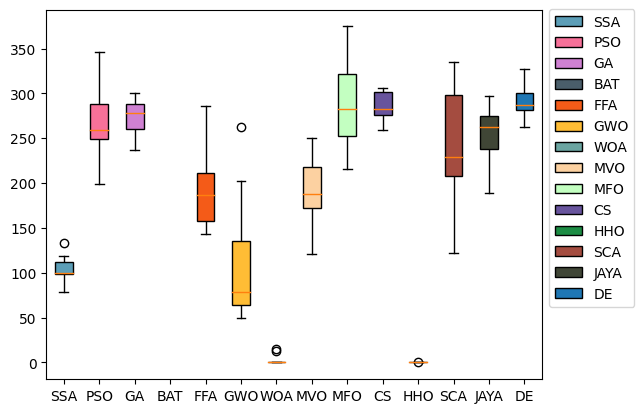 350
300
250
200
150
100
50
0
SSA PSO GA BAT FFA GWO WOA MVO MFO CS HHO SCA JAYA DE
SSA
PSO
GA
BAT
FFA
GWO
WOA
MVO
MFO
CS
HHO
SCA
JAYA
DE